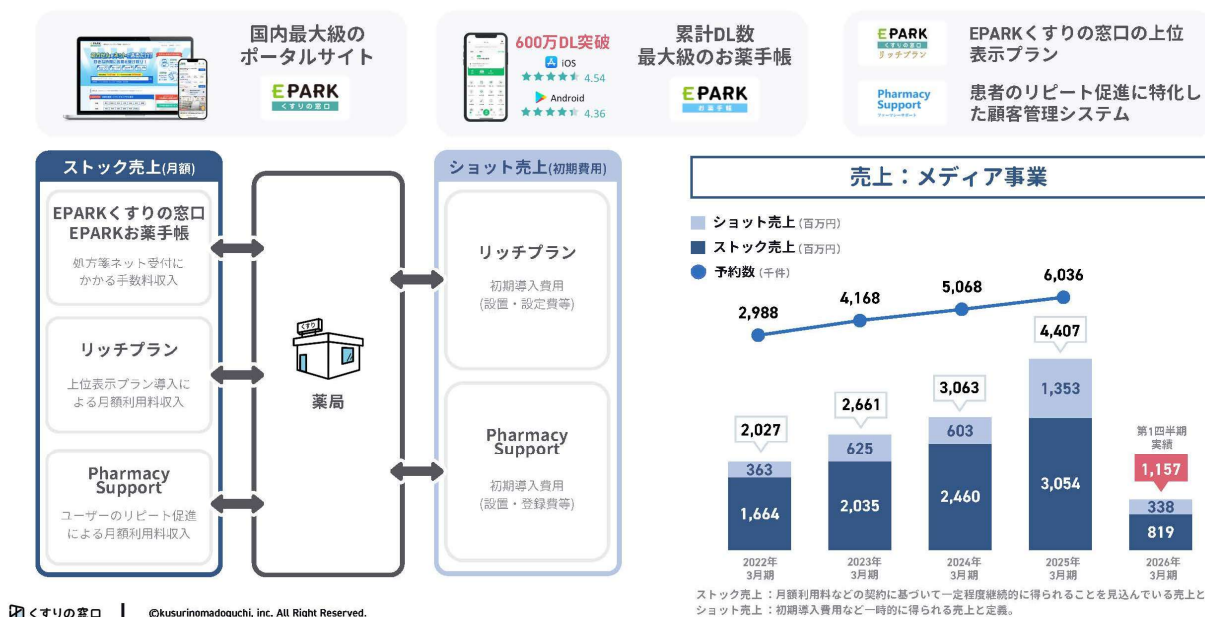 国内最大級の
ポータルサイト
EPARK
くすりの窓口
600万DL突破
iOS
4.54
Android
4.36
累計DL数
最大級のお薬手帳
EPARK
お薬手帳
EPARK
くすりの窓口
リッチプラン
EPARKくすりの窓口の上位
表示プラン
Pharmacy
Support
ファーマシーサポート
患者のリピート促進に特化し
た顧客管理システム
ストック売上(月額)
EPARKくすりの窓口
EPARKお薬手帳
処方箋ネット受付に
かかる手数料収入
リッチプラン
上位表示プラン導入に
よる月額利用料収入
Pharmacy
Support
ユーザーのリピート促進
による月額利用料収入
くすり
薬局
ショット売上(初期費用)
リッチプラン
初期導入費用
(設置・設定費等)
Pharmacy
Support
初期導入費用
(設置・登録費等)
売上：メディア事業
ショット売上 (百万円)
ストック売上 (百万円)
予約数 (千件)
2,988
4,168
5,068
6,036
2,027
363
1,664
2,661
625
2,035
3,063
603
2,460
4,407
1,353
3,054
第1四半期
実績
1,157
338
819
2022年
3月期
2023年
3月期
2024年
3月期
2025年
3月期
2026年
3月期
ストック売上：月額利用料などの契約に基づいて一定程度継続的に得られることを見込んでいる売上と
ショット売上：初期導入費用など一時的に得られる売上と定義。
くすりの窓口
©kusurinomadoguchi, inc. All Right Reserved.